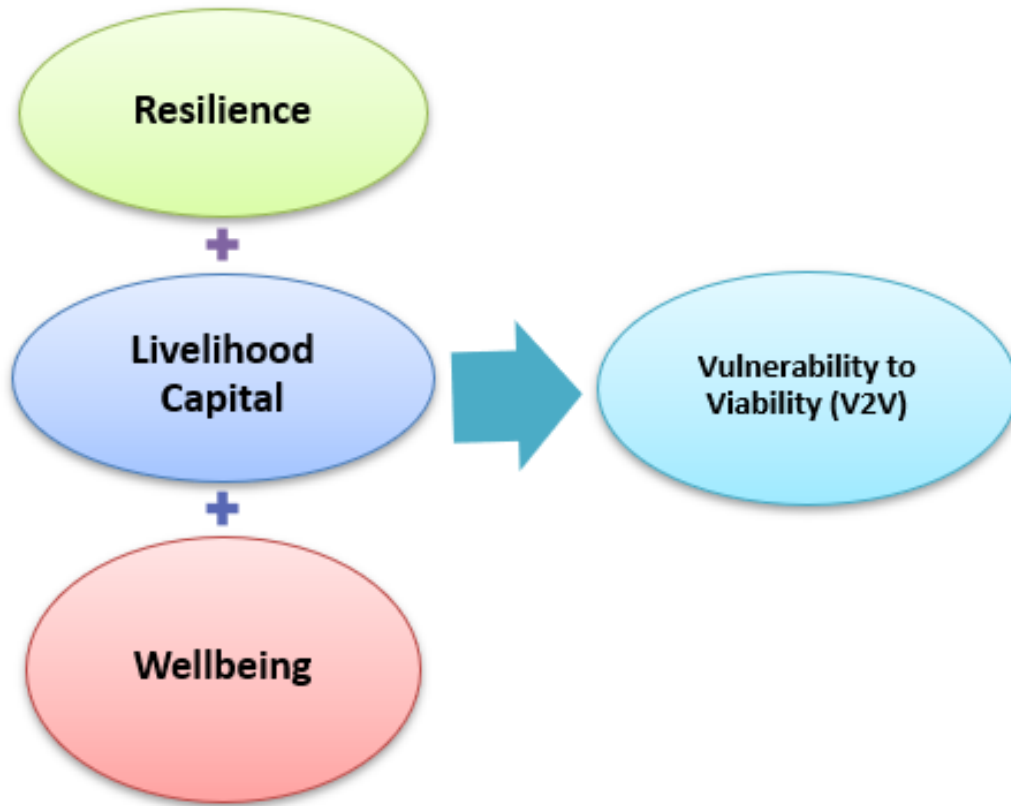 Resilience
Livelihood
Capital
Vulnerability to
Viability (V2V)
Wellbeing